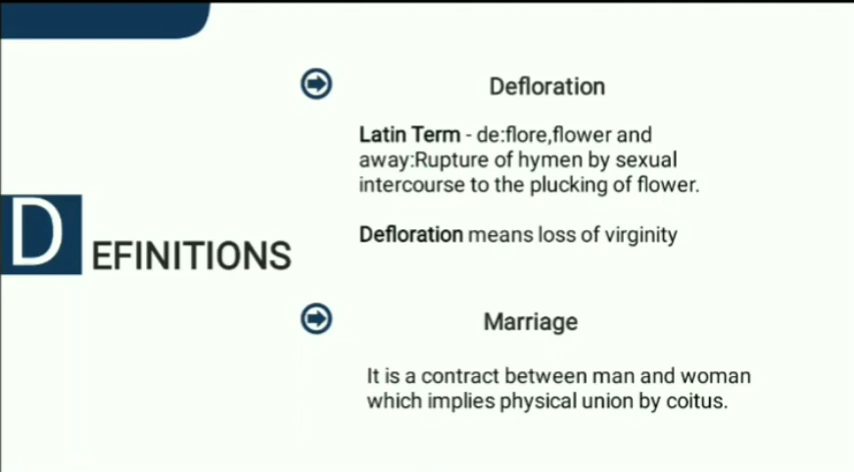 DEFINITIONS
Defloration
Latin Term - de:flore,flower and
away:Rupture of hymen by sexual
intercourse to the plucking of flower.
Defloration means loss of virginity
Marriage
It is a contract between man and woman
which implies physical union by coitus.